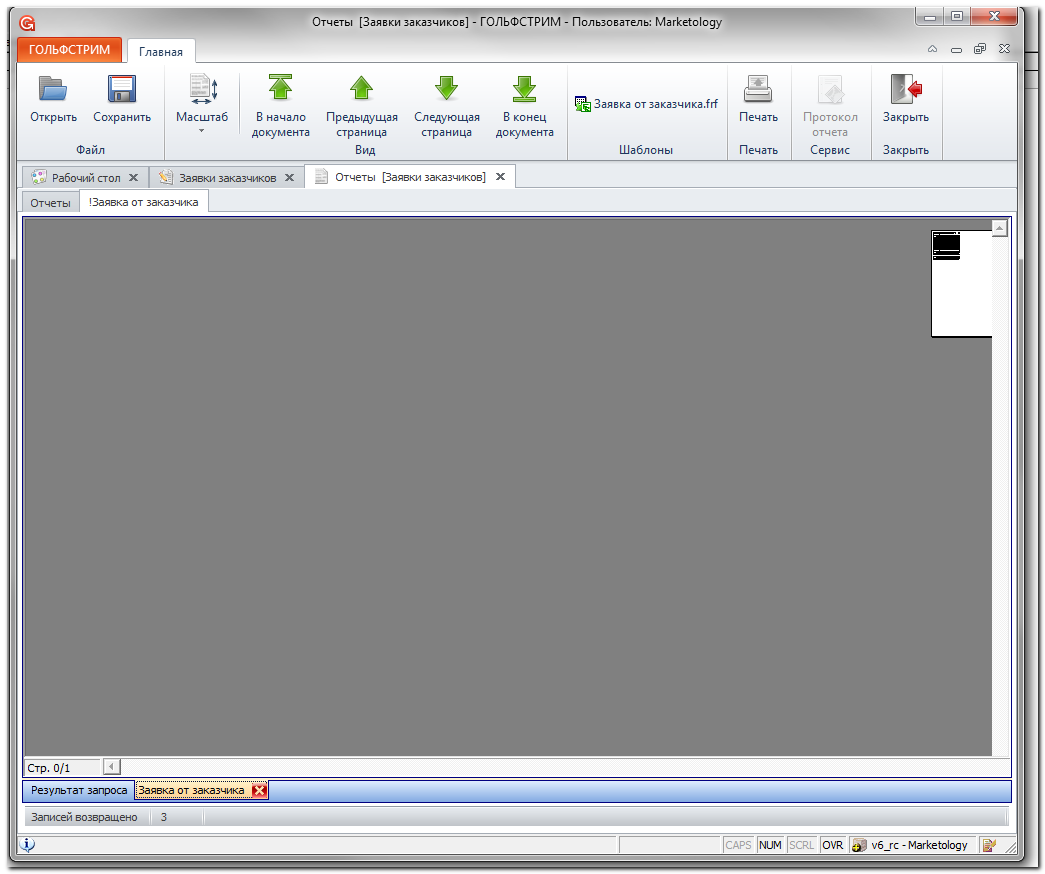 Отчеты [Заявки заказчиков] - ГОЛЬФСТРИМ - Пользователь: Marketology
ГОЛЬФСТРИМ Главная
Открыть Сохранить Масштаб В начало документа Предыдущая страница Следующая страница В конец документа Заявка от заказчика.frf Печать Протокол отчета Закрыть
Файл Вид Шаблоны Печать Сервис Закрыть
Рабочий стол Заявки заказчиков Отчеты [Заявки заказчиков]
Отчеты !Заявка от заказчика
Стр. 0/1
Результат запроса Заявка от заказчика
Записей возвращено 3
CAPS NUM SCRL OVR v6_rc - Marketology